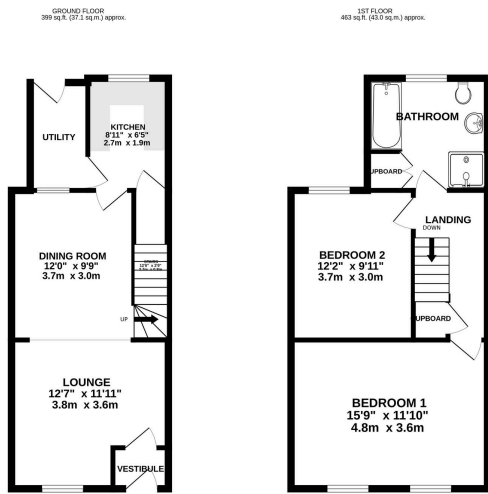 GROUND FLOOR
399 sq.ft. (37.1 sq.m.) approx.
1ST FLOOR
463 sq.ft. (43.0 sq.m.) approx.
UTILITY
KITCHEN
8'11" x 6'5"
2.7m x 1.9m
DINING ROOM
12'0" x 9'9"
3.7m x 3.0m
UP
LOUNGE
12'7" x 11'11"
3.8m x 3.6m
VESTIBULE
BATHROOM
UPBOARD
LANDING
DOWN
BEDROOM 2
12'2" x 9'11"
3.7m x 3.0m
UPBOARD
BEDROOM 1
15'9" x 11'10"
4.8m x 3.6m